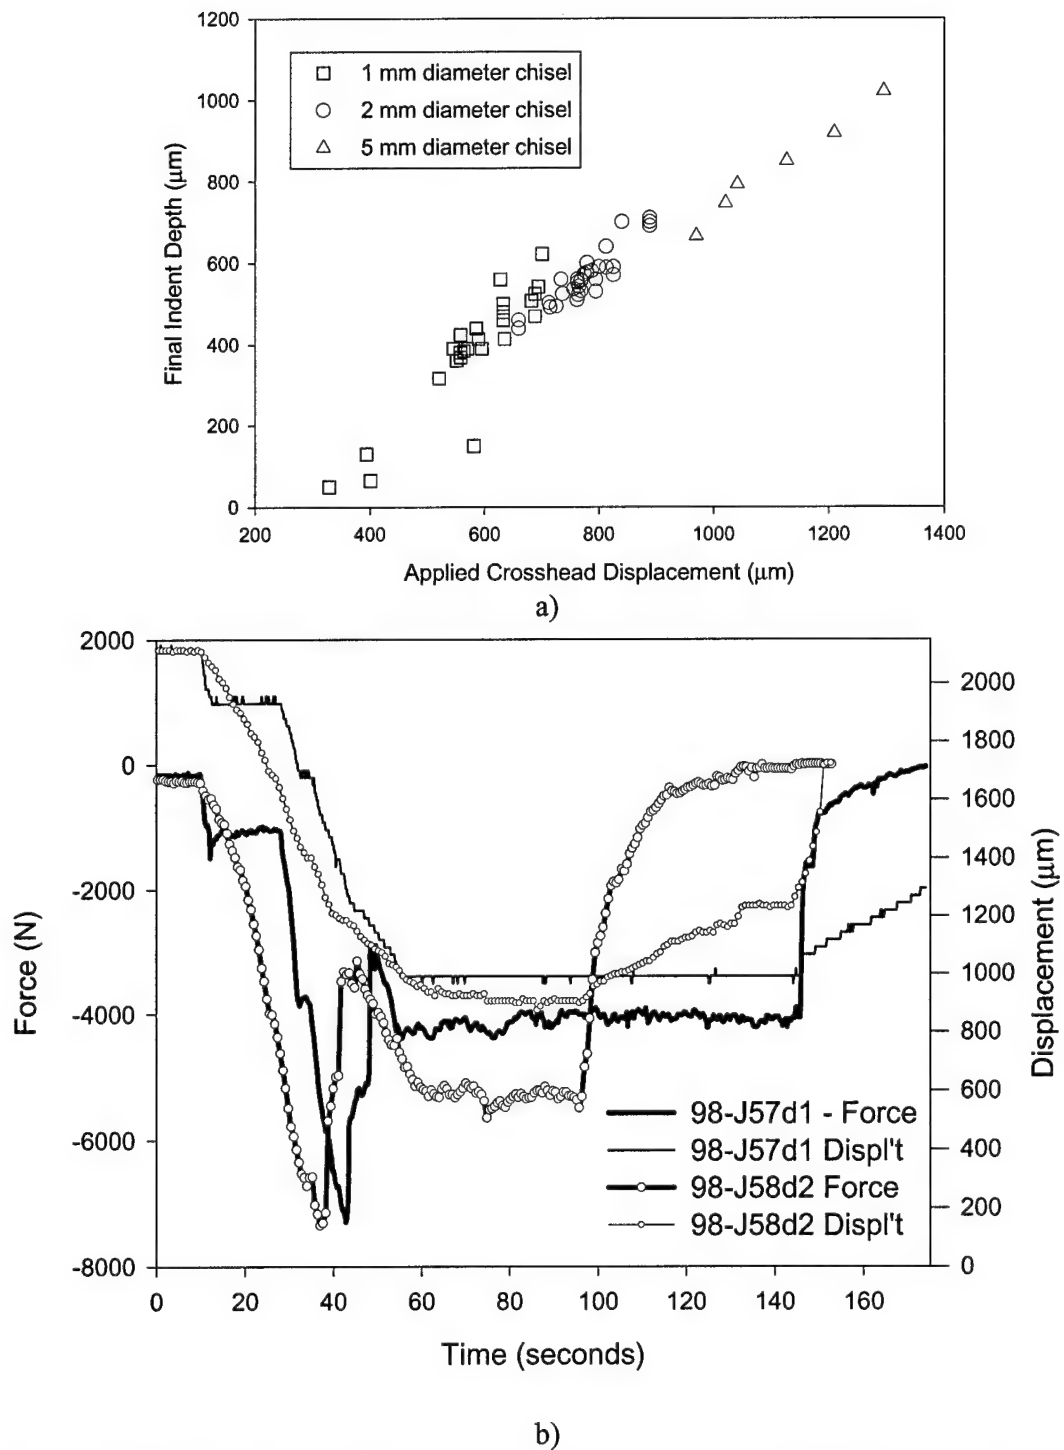 1200
1000
800
600
400
200
0
Final Indent Depth (μm)
1 mm diameter chisel
2 mm diameter chisel
5 mm diameter chisel
200 400 600 800 1000 1200 1400
Applied Crosshead Displacement (μm)
a)
2000
0
-2000
-4000
-6000
-8000
Force (N)
2000
1800
1600
1400
1200
1000
800
600
400
200
0
Displacement (μm)
98-J57d1 - Force
98-J57d1 Displ't
98-J58d2 Force
98-J58d2 Displ't
0 20 40 60 80 100 120 140 160
Time (seconds)
b)